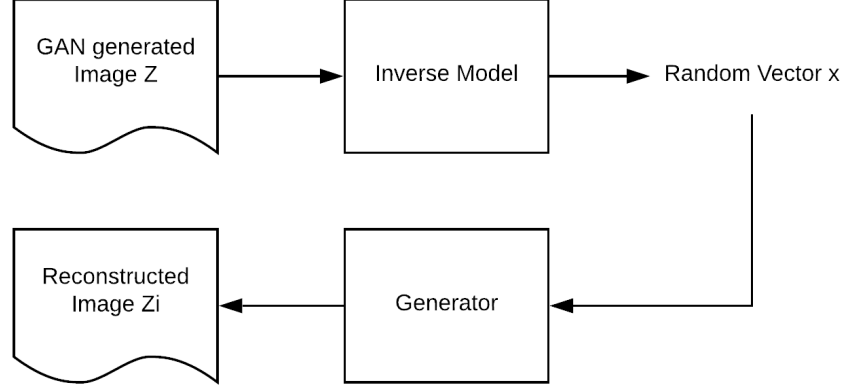 GAN generated
Image Z
Inverse Model
Random Vector x
Reconstructed
Image Zi
Generator